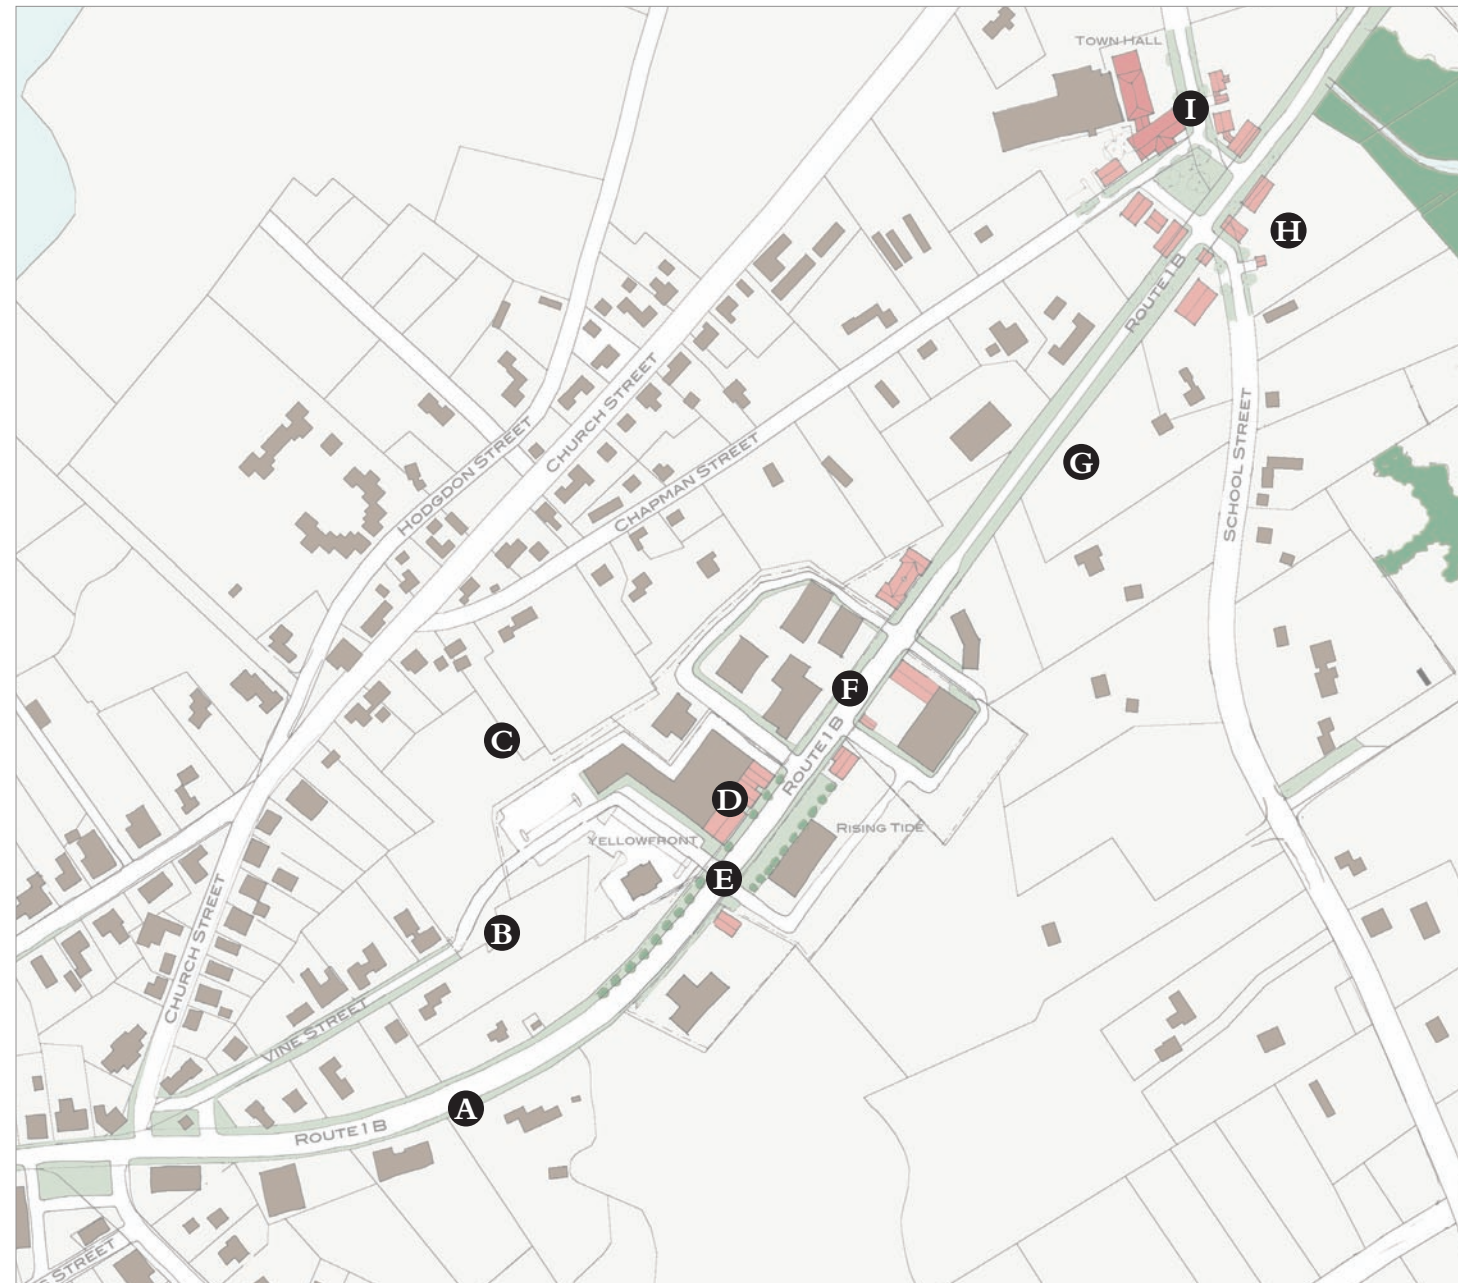 TOWN HALL
I
H
ROUTE 1 B
CHURCH STREET
HODGDON STREET
CHAPMAN STREET
G
SCHOOL STREET
F
C
ROUTE 1 B
D
RISING TIDE
YELLOWFRONT
E
B
CHURCH STREET
VINE STREET
A
ROUTE 1 B
STREET